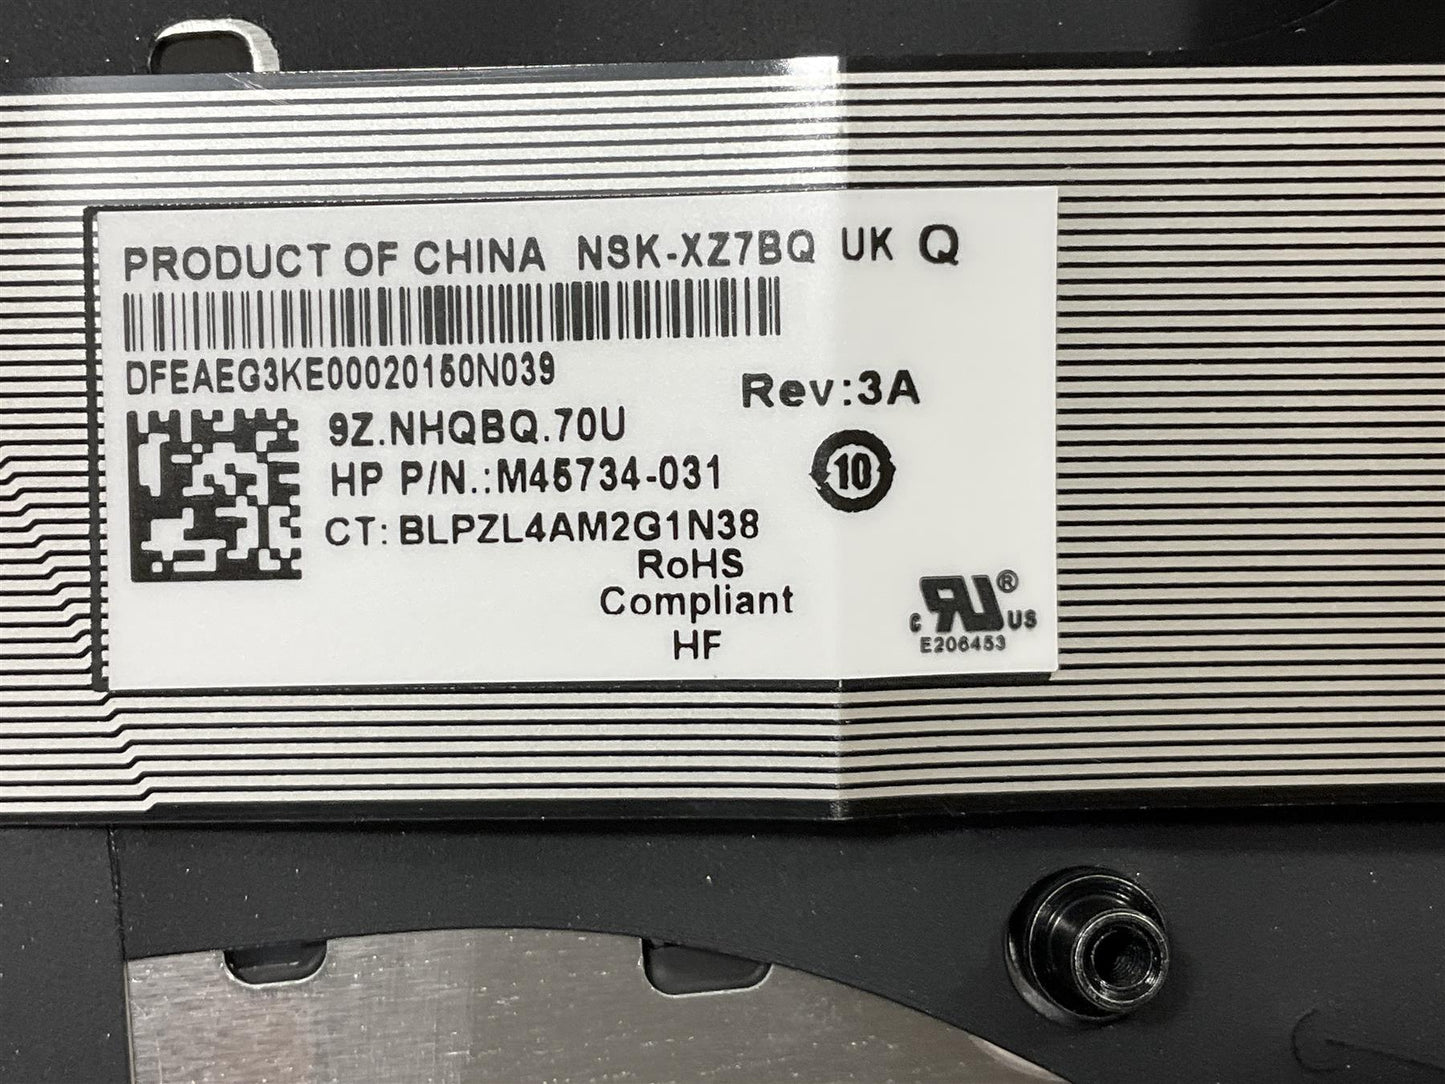 PRODUCT OF CHINA NSK-XZ7BQ UK Q
DFEAEG3KE00020150N039
Rev:3A
9Z.NHQBQ.70U
10
HP P/N.:M45734-031
CT: BLPZL4AM2G1N38
RoHS
Compliant
HF
c RU ® US
E206453